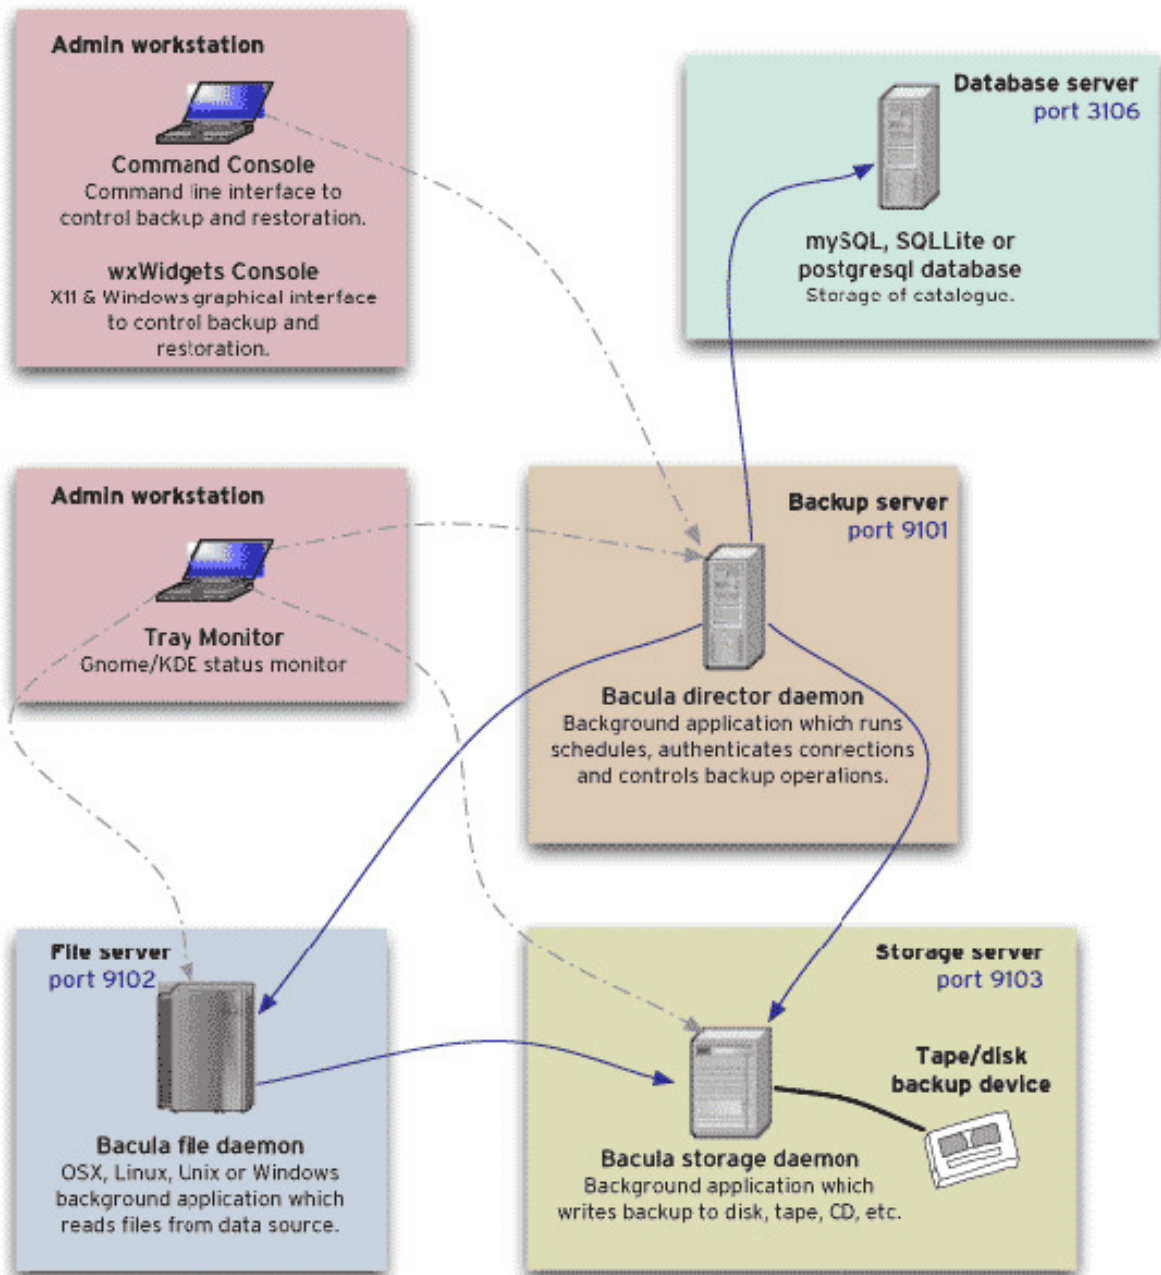 Admin workstation
Command Console
Command line interface to
control backup and restoration.
wxWidgets Console
X11 & Windows graphical interface
to control backup and
restoration.
Database server
port 3106
mySQL, SQLLite or
postgresql database
Storage of catalogue.
Admin workstation
Tray Monitor
Gnome/KDE status monitor
Backup server
port 9101
Bacula director daemon
Background application which runs
schedules, authenticates connections
and controls backup operations.
File server
port 9102
Bacula file daemon
OSX, Linux, Unix or Windows
background application which
reads files from data source.
Storage server
port 9103
Tape/disk
backup device
Bacula storage daemon
Background application which
writes backup to disk, tape, CD, etc.